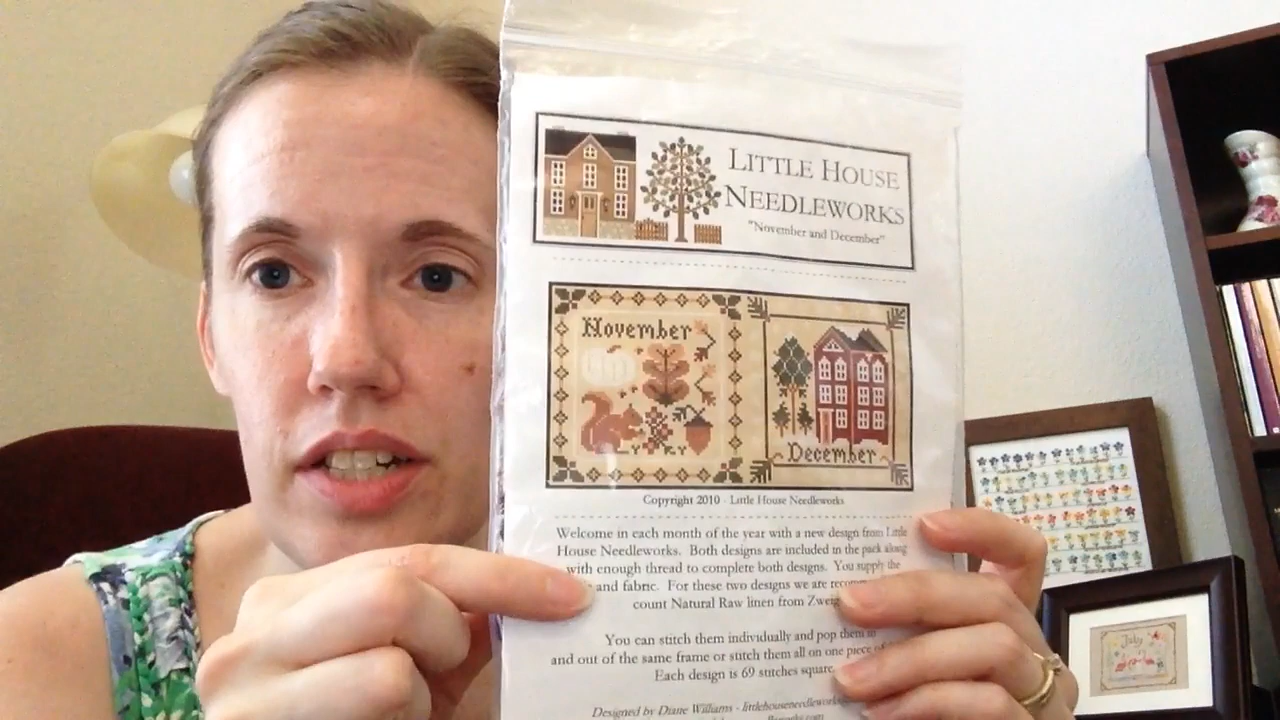 LITTLE HOUSE
NEEDLEWORKS
"November and December"
November
December
Copyright 2010 - Little House Needleworks
Welcome in each month of the year with a new design from Little
House Needleworks. Both designs are included in the pack along
with enough thread to complete both designs. You supply the
and fabric. For these two designs we are
count Natural Raw linen from
You can stitch them individually and pop them in
and out of the same frame or stitch them all on one piece of
Each design is 69 stitches square.
Designed by Diane Williams -
July